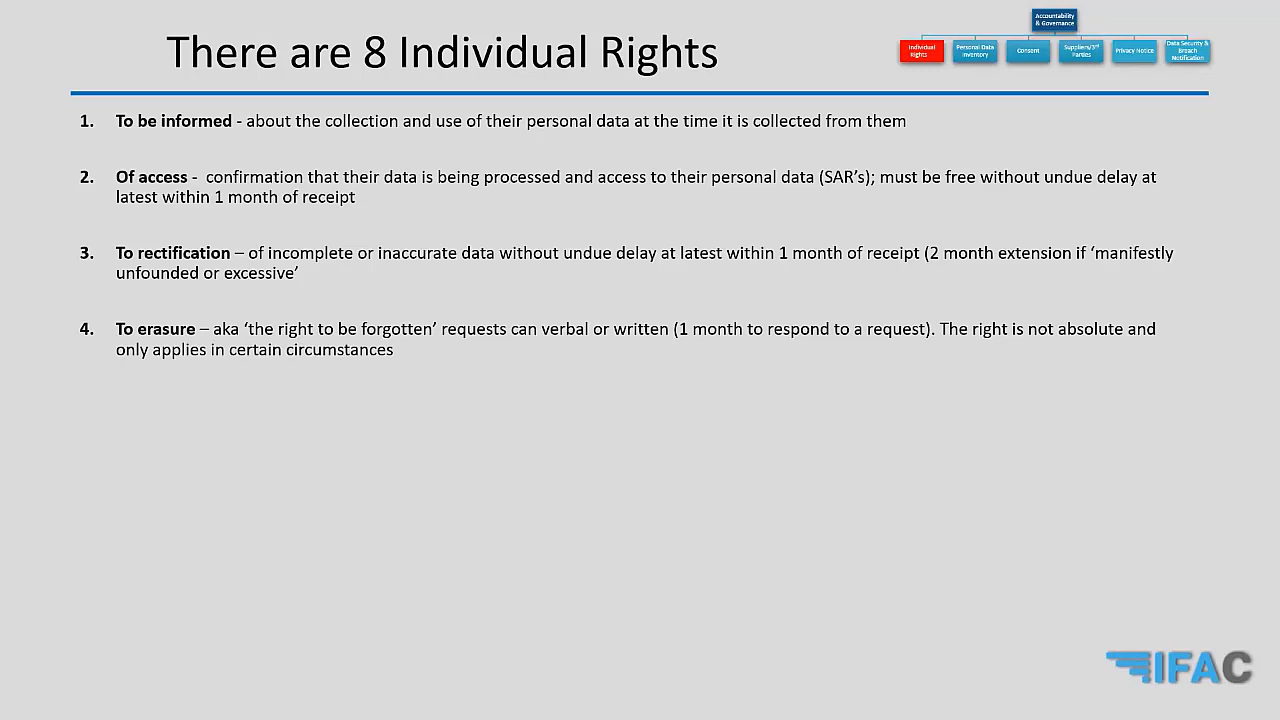 There are 8 Individual Rights
Accountability
& Governance
Individual
Rights
Personal Data
Inventory
Consent
Suppliers/3rd
Parties
Privacy Notice
Data Security &
Breach
Notification
1. To be informed - about the collection and use of their personal data at the time it is collected from them
2. Of access - confirmation that their data is being processed and access to their personal data (SAR’s); must be free without undue delay at
latest within 1 month of receipt
3. To rectification – of incomplete or inaccurate data without undue delay at latest within 1 month of receipt (2 month extension if ‘manifestly
unfounded or excessive’
4. To erasure – aka ‘the right to be forgotten’ requests can verbal or written (1 month to respond to a request). The right is not absolute and
only applies in certain circumstances
IFAC